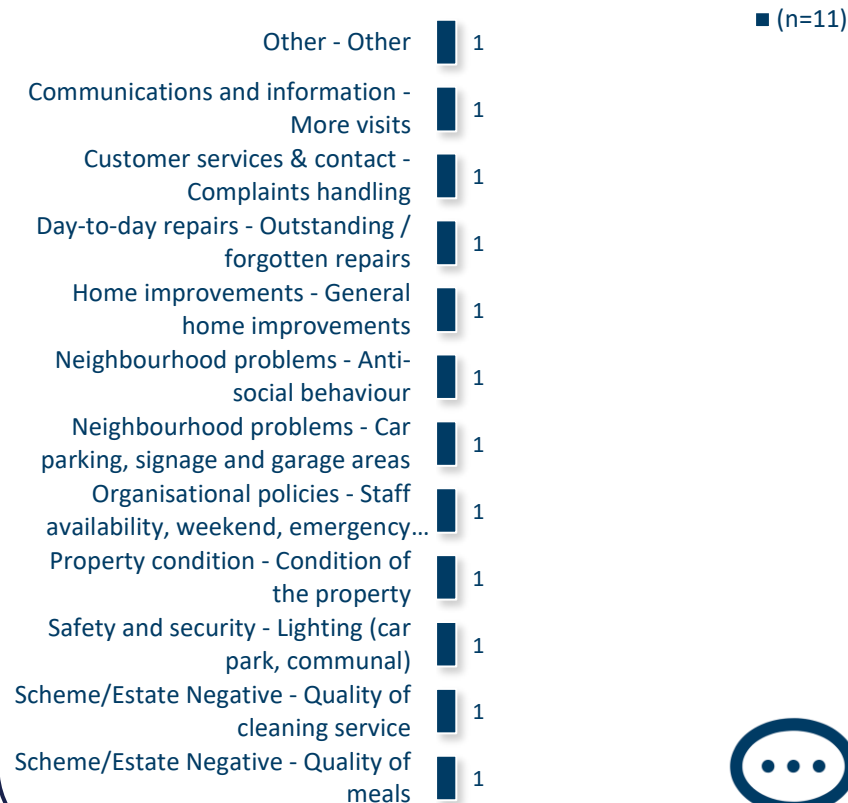 (n=11)
Other - Other 1
Communications and information -
More visits 1
Customer services & contact -
Complaints handling 1
Day-to-day repairs - Outstanding /
forgotten repairs 1
Home improvements - General
home improvements 1
Neighbourhood problems - Anti-
social behaviour 1
Neighbourhood problems - Car
parking, signage and garage areas 1
Organisational policies - Staff
availability, weekend, emergency… 1
Property condition - Condition of
the property 1
Safety and security - Lighting (car
park, communal) 1
Scheme/Estate Negative - Quality of
cleaning service 1
Scheme/Estate Negative - Quality of
meals 1